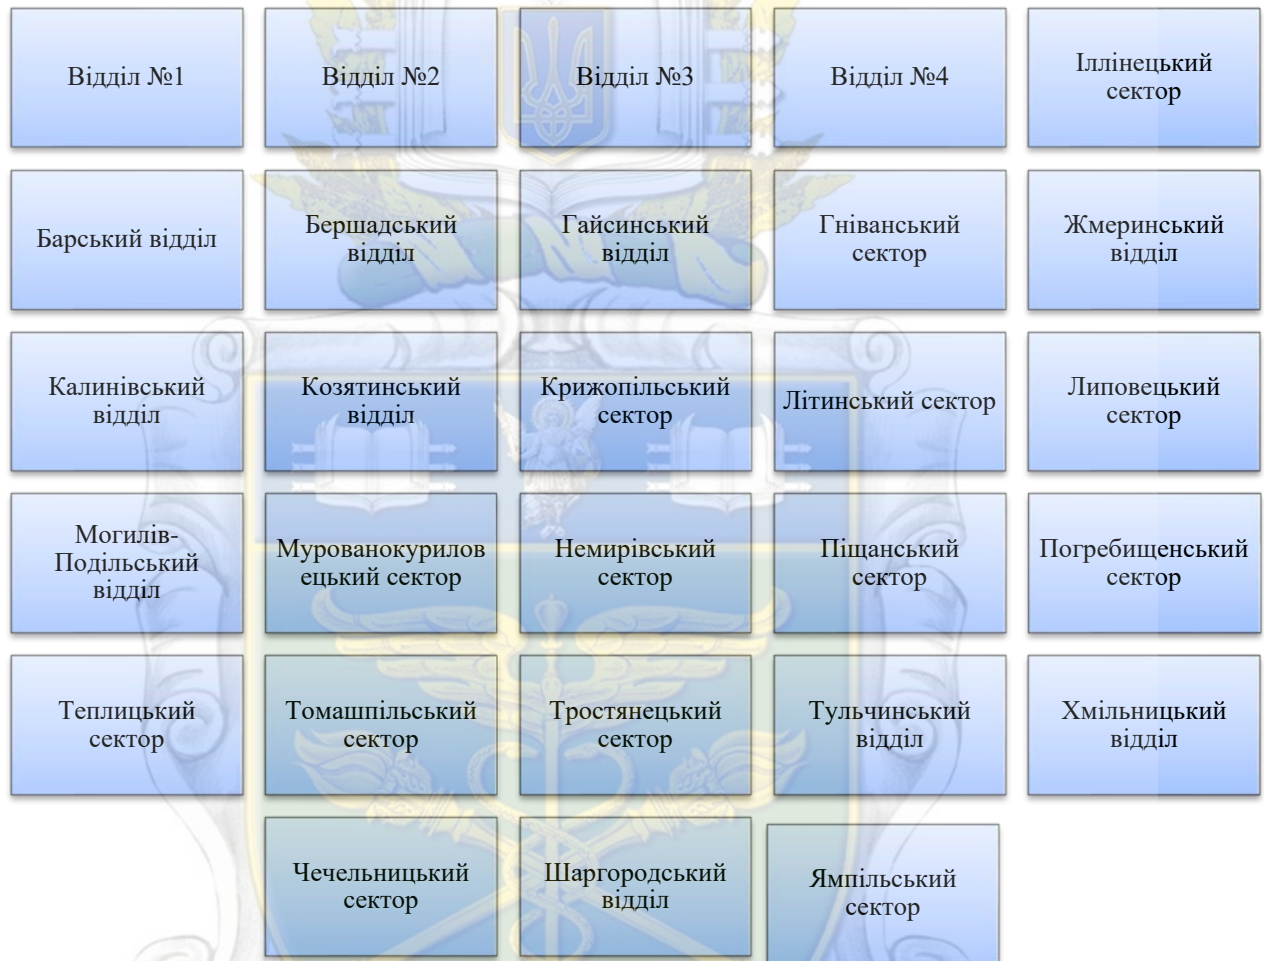 Відділ №1
Відділ №2
Відділ №3
Відділ №4
Іллінецький
сектор
Барський відділ
Бершадський
відділ
Гайсинський
відділ
Гніванський
сектор
Жмеринський
відділ
Калинівський
відділ
Козятинський
відділ
Крижопільський
сектор
Літинський сектор
Липовецький
сектор
Могилів-
Подільський
відділ
Мурованокурилов
ецький сектор
Немирівський
сектор
Піщанський
сектор
Погребищенський
сектор
Теплицький
сектор
Томашпільський
сектор
Тростянецький
сектор
Тульчинський
відділ
Хмільницький
відділ
Чечельницький
сектор
Шаргородський
відділ
Ямпільський
сектор